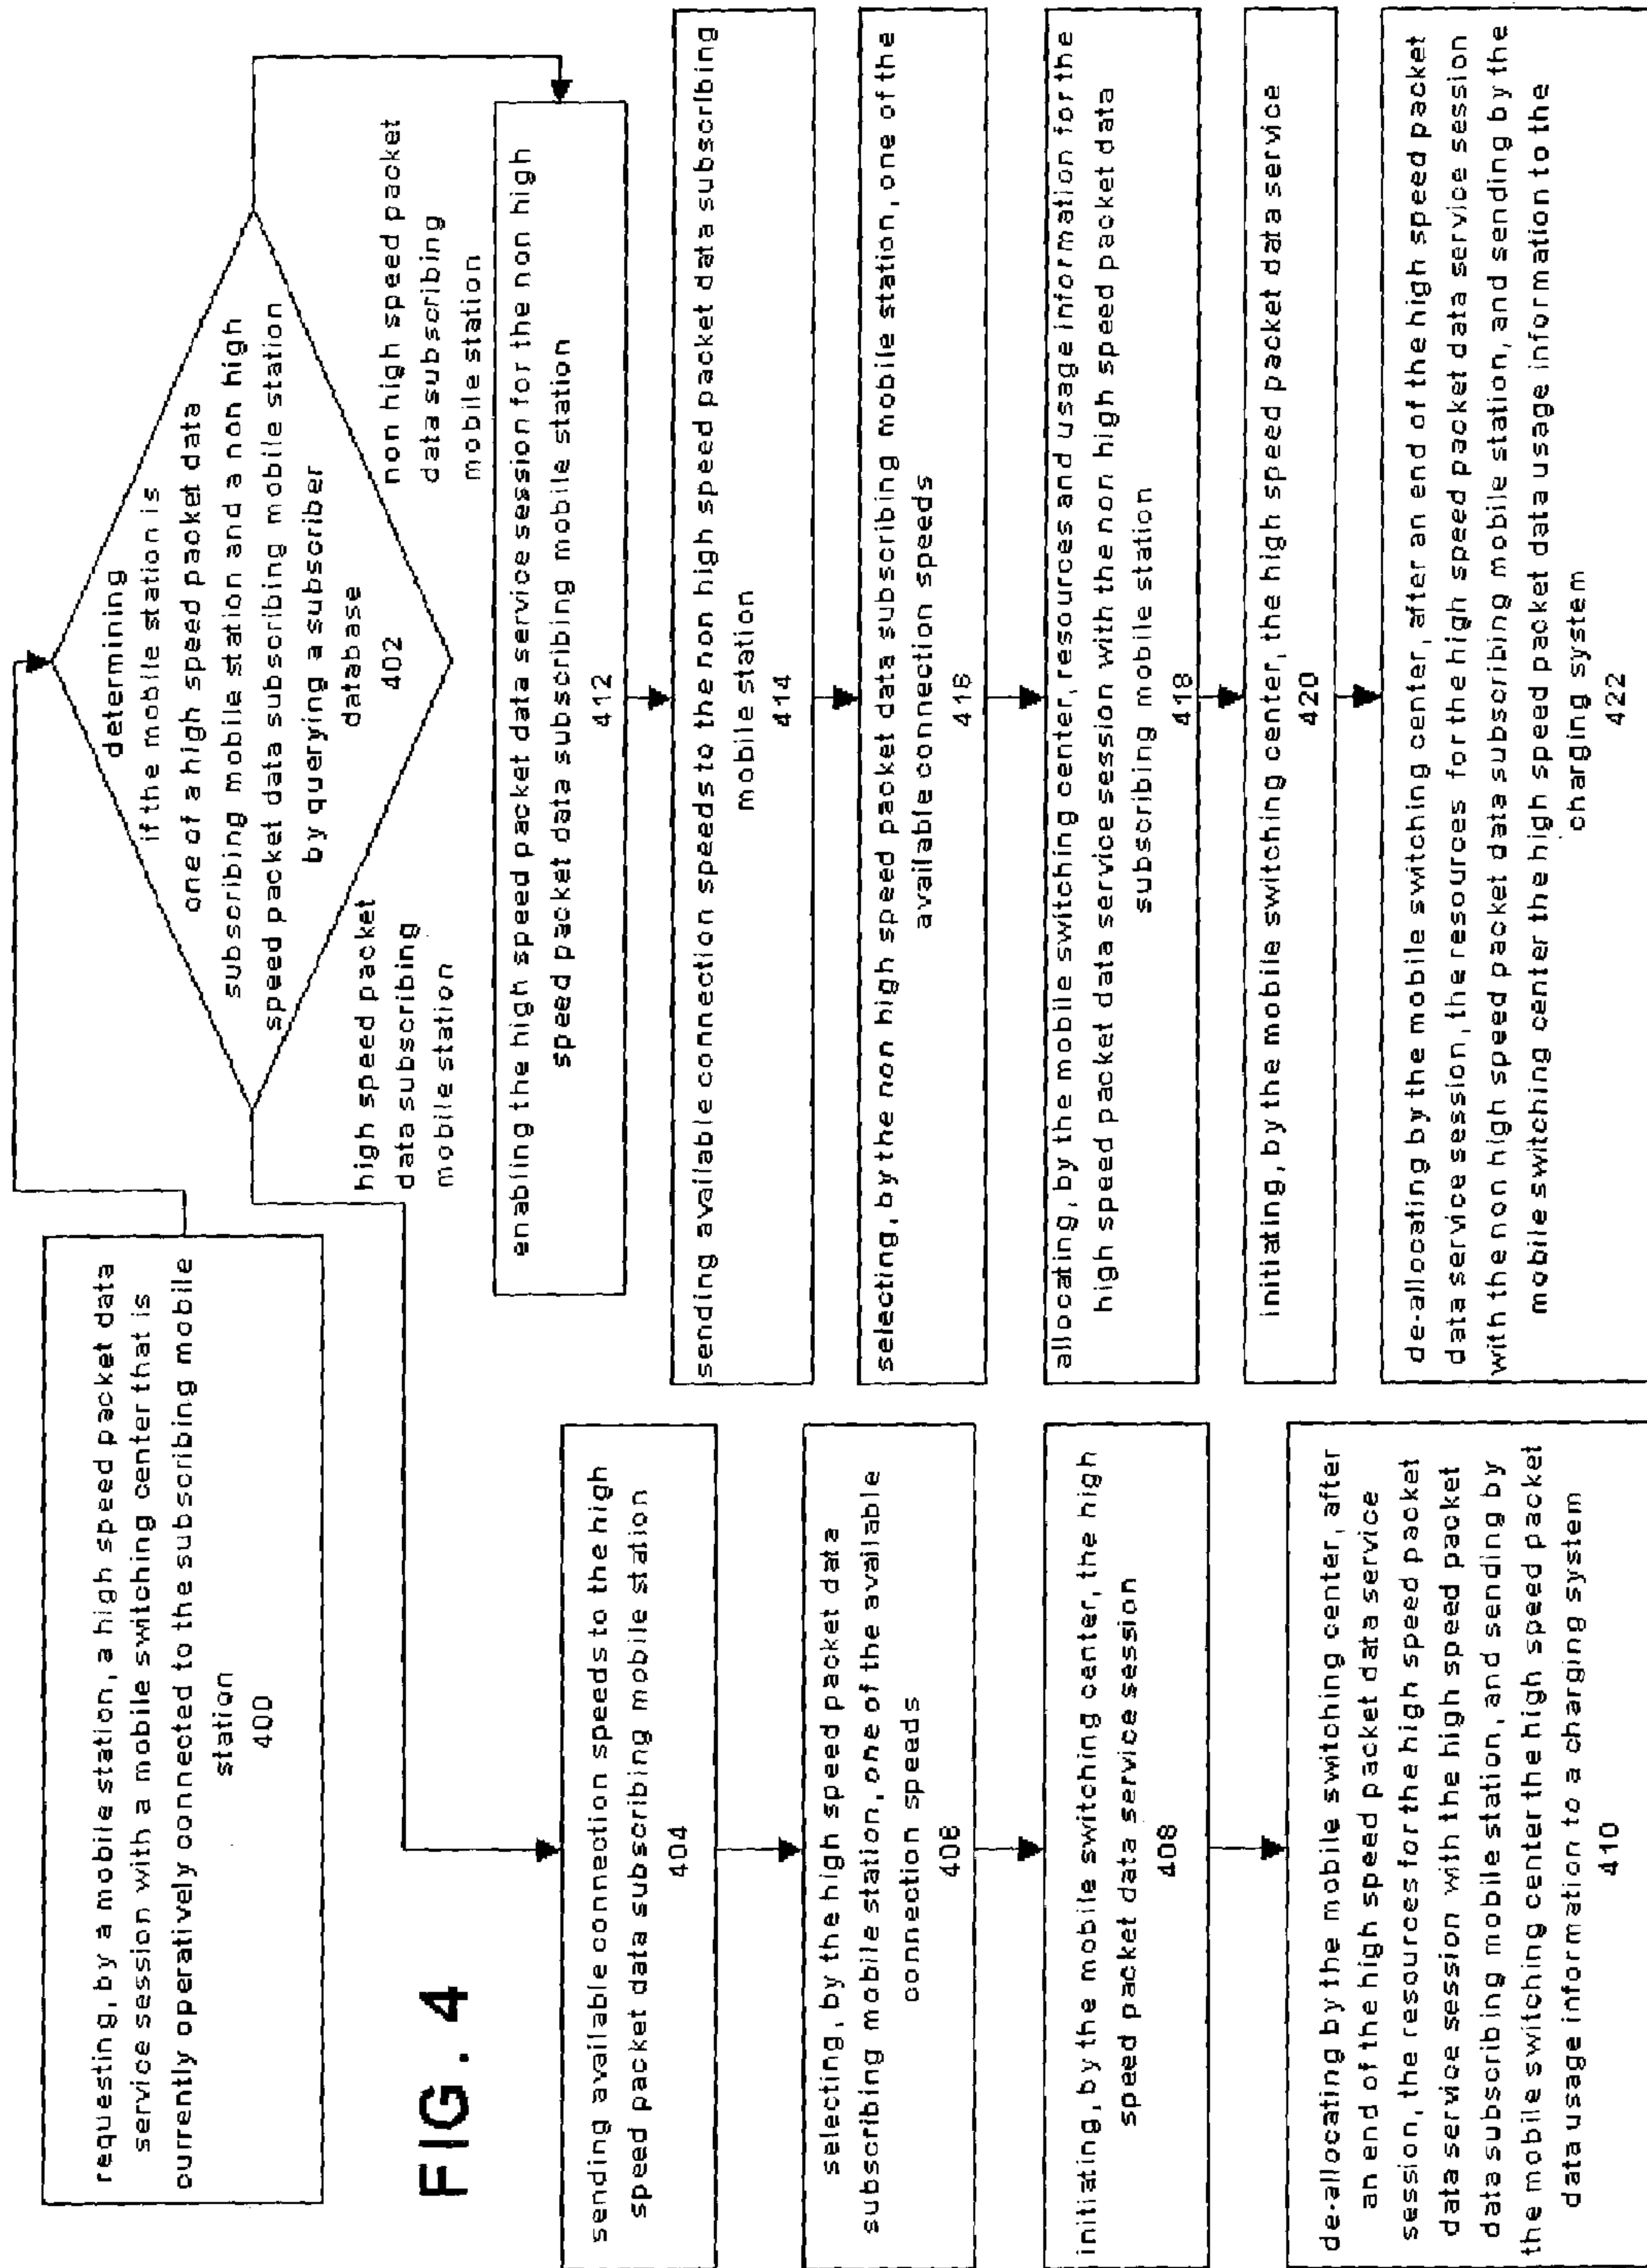 requesting, by a mobile station, a high speed packet data
service session with a mobile switching center that is
currently operatively connected to the subscribing mobile
station
400
determining
if the mobile station is
one of a high speed packet data
subscribing mobile station and a non high
speed packet data subscribing mobile station
by querying a subscriber
database
402
high speed packet
data subscribing
mobile station
non high speed packet
data subscribing
mobile station
FIG. 4
sending available connection speeds to the high
speed packet data subscribing mobile station
404
selecting, by the high speed packet data
subscribing mobile station, one of the available
connection speeds
406
initiating, by the mobile switching center, the high
speed packet data service session
408
de-allocating by the mobile switching center, after
an end of the high speed packet data service
session, the resources for the high speed packet
data service session with the high speed packet
data subscribing mobile station, and sending by
the mobile switching center the high speed packet
data usage information to a charging system
410
enabling the high speed packet data service session for the non high
speed packet data subscribing mobile station
412
sending available connection speeds to the non high speed packet data subscribing
mobile station
414
selecting, by the non high speed packet data subscribing mobile station, one of the
available connection speeds
416
allocating, by the mobile switching center, resources and usage information for the
high speed packet data service session with the non high speed packet data
subscribing mobile station
418
initiating, by the mobile switching center, the high speed packet data service
420
de-allocating by the mobile switching center, after an end of the high speed packet
data service session, the resources for the high speed packet data service session
with the non high speed packet data subscribing mobile station, and sending by the
mobile switching center the high speed packet data usage information to the
charging system
422